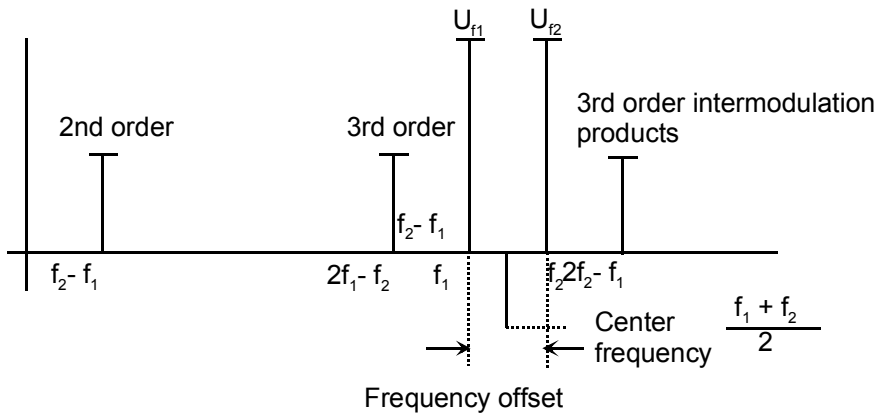 U_f1 U_f2
3rd order intermodulation
products
2nd order
3rd order
f_2- f_1
f_2- f_1
2f_1- f_2
f_1
f_2
2f_2- f_1
Center
frequency
f_1 + f_2
2
Frequency offset